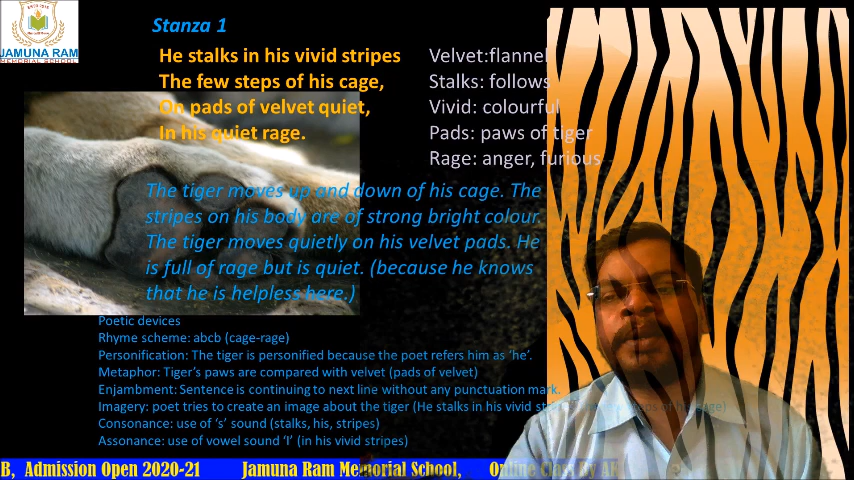 JAMUNA RAM
MEMORIAL SCHOOL
Stanza 1
He stalks in his vivid stripes
The few steps of his cage,
On pads of velvet quiet,
In his quiet rage.
Velvet:flannel
Stalks: follows
Vivid: colourful
Pads: paws of tiger
Rage: anger, furious
The tiger moves up and down of his cage. The
stripes on his body are of strong bright colour.
The tiger moves quietly on his velvet pads. He
is full of rage but is quiet. (because he knows
that he is helpless here.)
Poetic devices
Rhyme scheme: abcb (cage-rage)
Personification: The tiger is personified because the poet refers him as ‘he’.
Metaphor: Tiger’s paws are compared with velvet (pads of velvet)
Enjambment: Sentence is continuing to next line without any punctuation mark.
Imagery: poet tries to create an image about the tiger (He stalks in his vivid steps of his cage)
Consonance: use of ‘s’ sound (stalks, his, stripes)
Assonance: use of vowel sound ‘I’ (in his vivid stripes)
B, Admission Open 2020-21 Jamuna Ram Memorial School, Online Class By